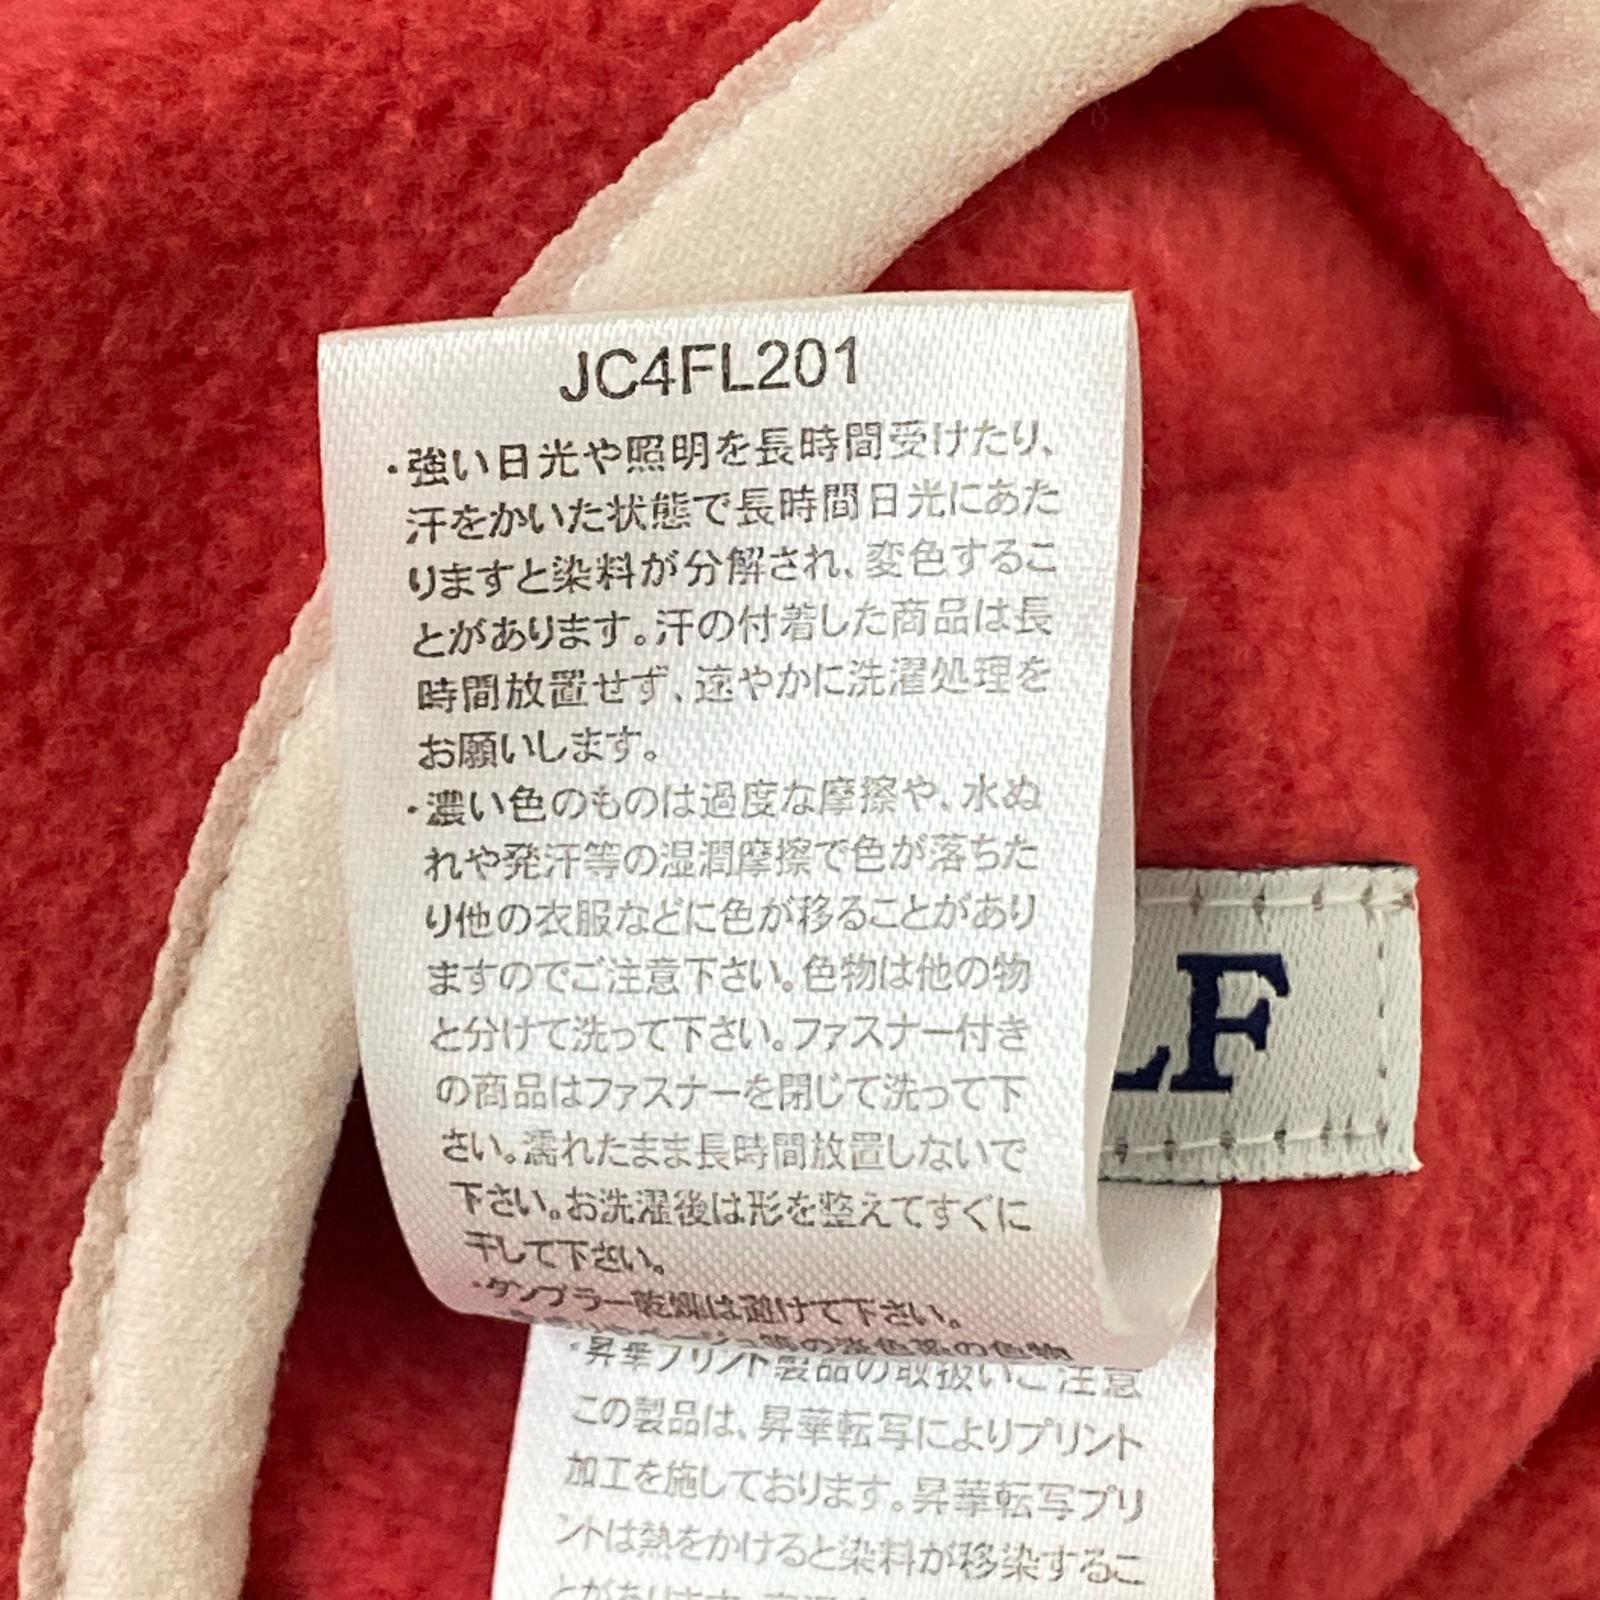 JC4FL201
・強い日光や照明を長時間受けたり、
汗をかいた状態で長時間日光にあた
りますと染料が分解され、変色するこ
とがあります。汗の付着した商品は長
時間放置せず、速やかに洗濯処理を
お願いします。
・濃い色のものは過度な摩擦や、水ぬ
れや発汗等の湿潤摩擦で色が落ちた
り他の衣服などに色が移ることがあり
ますのでご注意下さい。色物は他の物
と分けて洗って下さい。ファスナー付き
の商品はファスナーを閉じて洗って下
さい。濡れたまま長時間放置しないで
下さい。お洗濯後は形を整えてすぐに
干して下さい。
・タンブラー乾燥は避けて下さい。
LF
・昇華プリント製品の取扱いご注意
この製品は、昇華転写によりプリント
加工を施しております。昇華転写プリ
ントは熱をかけると染料が移染するこ
とがあります。